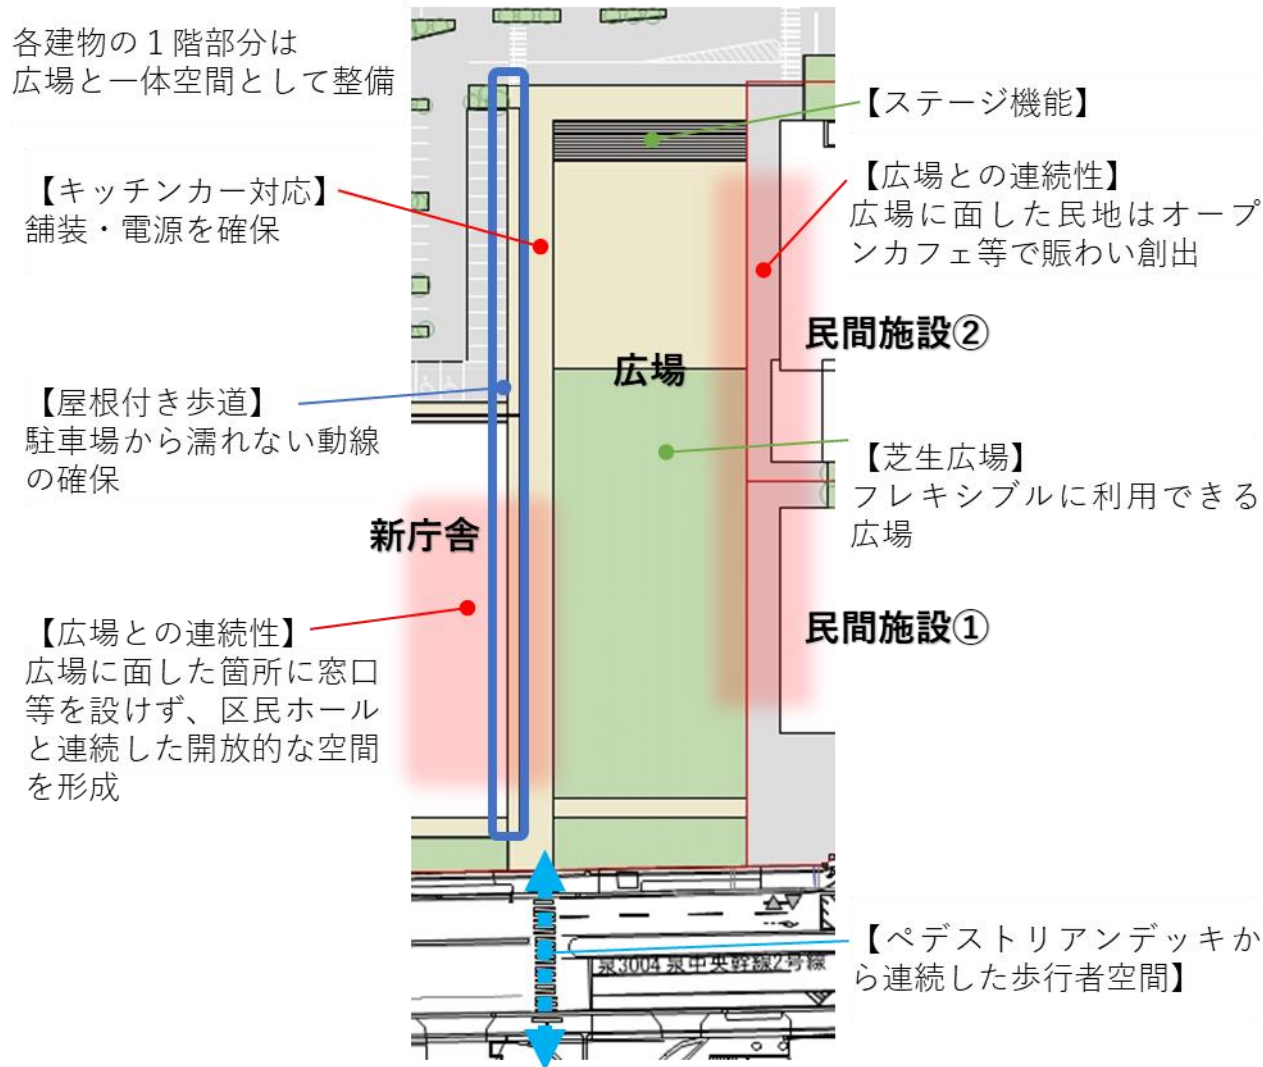 各建物の１階部分は
広場と一体空間として整備
【キッチンカー対応】
舗装・電源を確保
【屋根付き歩道】
駐車場から濡れない動線
の確保
新庁舎
【広場との連続性】
広場に面した箇所に窓口
等を設けず、区民ホール
と連続した開放的な空間
を形成
広場
【ステージ機能】
【広場との連続性】
広場に面した民地はオープ
ンカフェ等で賑わい創出
民間施設②
【芝生広場】
フレキシブルに利用できる
広場
民間施設①
【ペデストリアンデッキか
ら連続した歩行者空間】
泉3004 泉中央幹線2号線